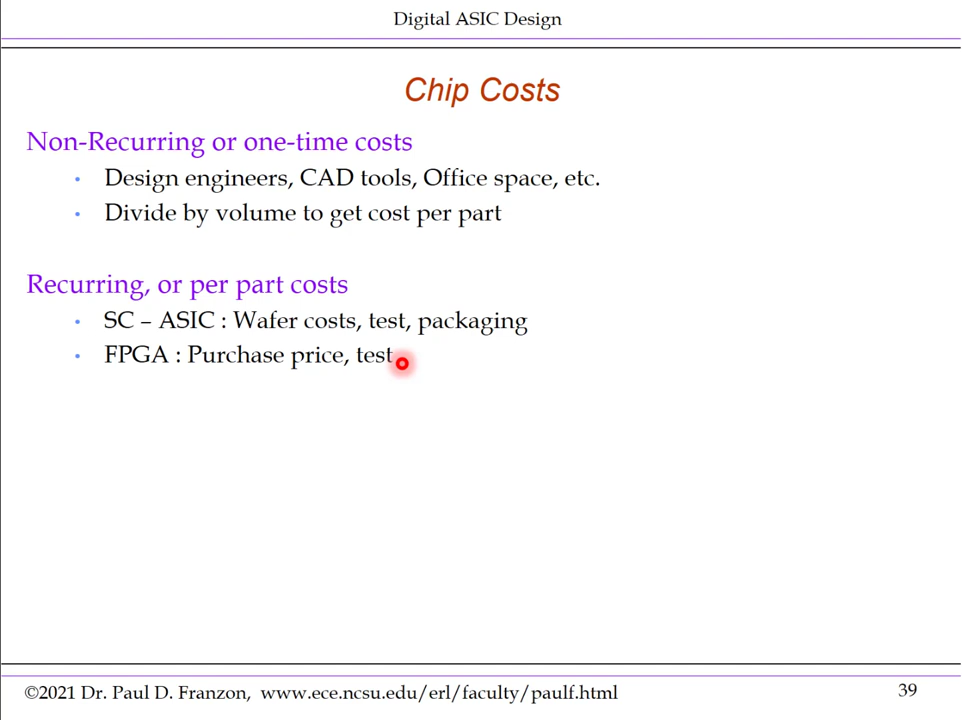 Digital ASIC Design
Chip Costs
Non-Recurring or one-time costs
• Design engineers, CAD tools, Office space, etc.
• Divide by volume to get cost per part
Recurring, or per part costs
• SC – ASIC : Wafer costs, test, packaging
• FPGA : Purchase price, test
©2021 Dr. Paul D. Franzon, www.ece.ncsu.edu/erl/faculty/paulf.html
39